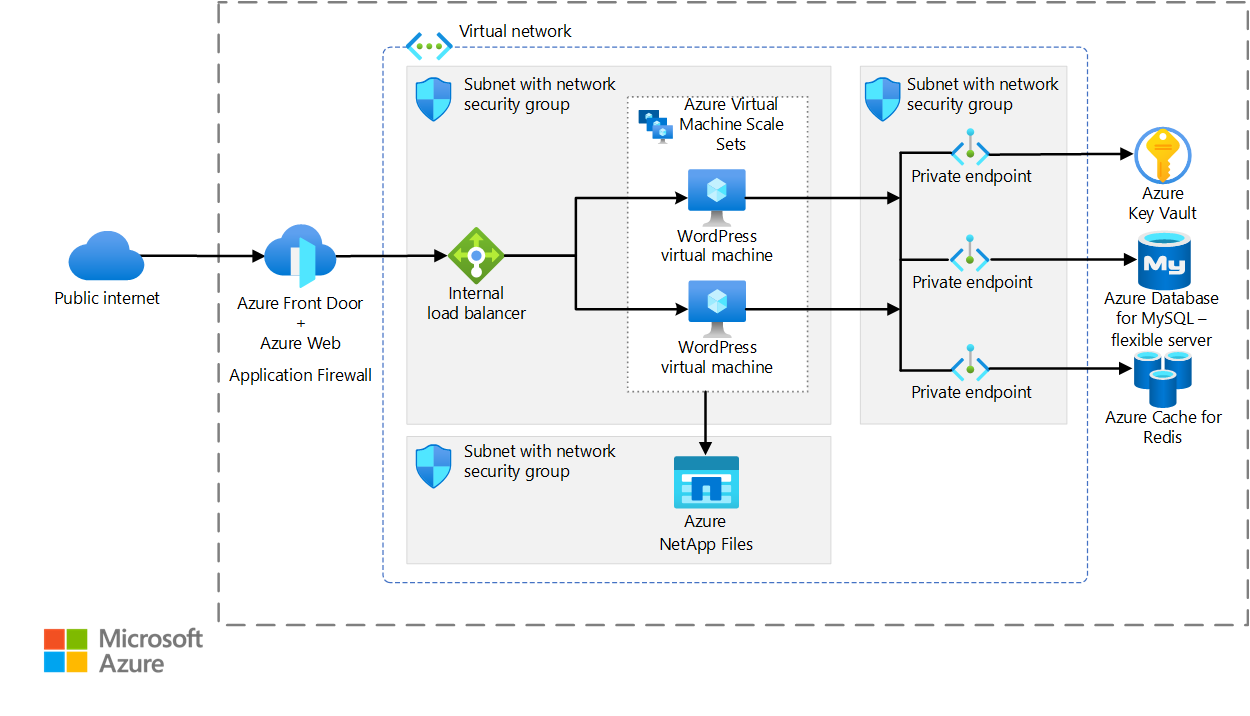 Virtual network
Subnet with network
security group
Azure Virtual
Machine Scale
Sets
Subnet with network
security group
Private endpoint
Azure
Key Vault
WordPress
virtual machine
Public internet
Azure Front Door
+
Azure Web
Application Firewall
Internal
load balancer
Private endpoint
My
Azure Database
for MySQL –
flexible server
WordPress
virtual machine
Private endpoint
Azure Cache for
Redis
Subnet with network
security group
Azure
NetApp Files
Microsoft
Azure